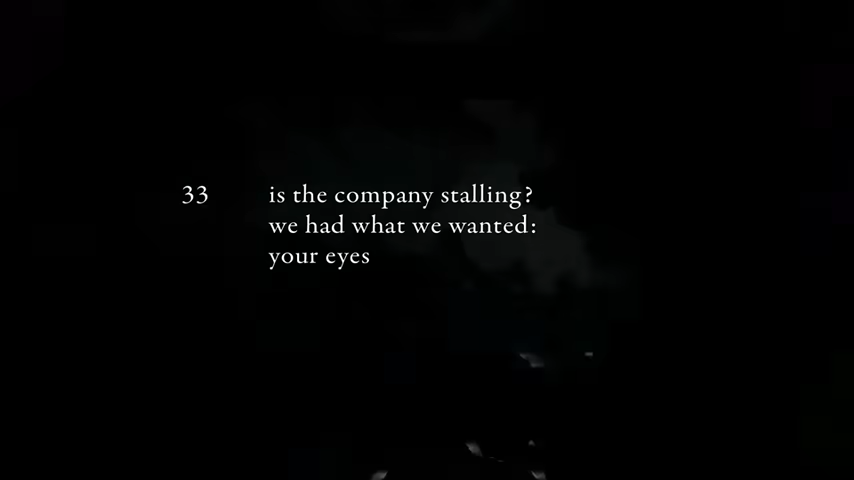 33 is the company stalling?
we had what we wanted:
your eyes